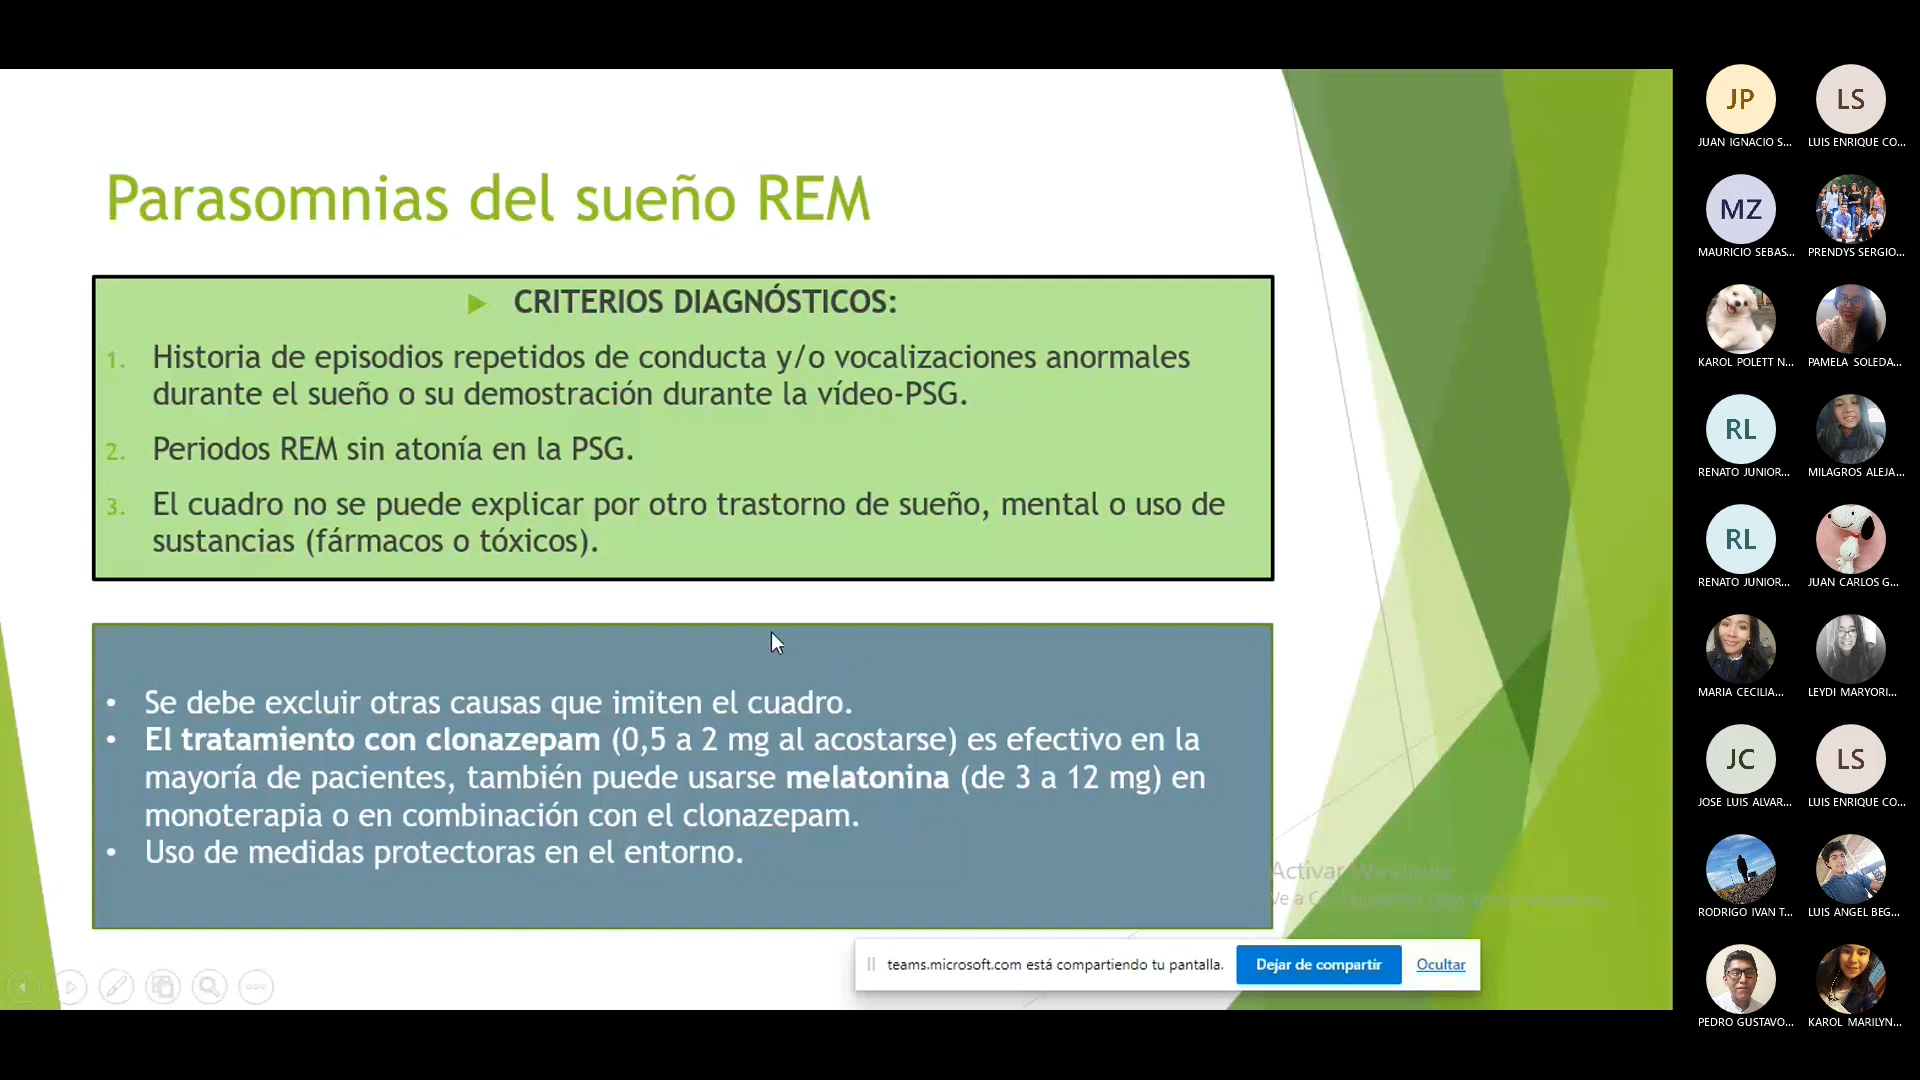 Parasomnias del sueño REM
CRITERIOS DIAGNÓSTICOS:
1. Historia de episodios repetidos de conducta y/o vocalizaciones anormales
durante el sueño o su demostración durante la vídeo-PSG.
2. Periodos REM sin atonía en la PSG.
3. El cuadro no se puede explicar por otro trastorno de sueño, mental o uso de
sustancias (fármacos o tóxicos).
• Se debe excluir otras causas que imiten el cuadro.
• El tratamiento con clonazepam (0,5 a 2 mg al acostarse) es efectivo en la
mayoría de pacientes, también puede usarse melatonina (de 3 a 12 mg) en
monoterapia o en combinación con el clonazepam.
• Uso de medidas protectoras en el entorno.
Activar Windows
teams.microsoft.com está compartiendo tu pantalla.
Dejar de compartir
Ocultar
JP
JUAN IGNACIO S...
LS
LUIS ENRIQUE CO...
MZ
MAURICIO SEBAS...
PRENDYS SERGIO...
KAROL POLETT N...
PAMELA SOLEDA...
RL
RENATO JUNIOR...
MILAGROS ALEJA...
RL
RENATO JUNIOR...
JUAN CARLOS G...
MARIA CECILIA...
LEYDI MARYORI...
JC
JOSE LUIS ALVAR...
LS
LUIS ENRIQUE CO...
RODRIGO IVAN T...
LUIS ANGEL BEG...
PEDRO GUSTAVO...
KAROL MARILYN...